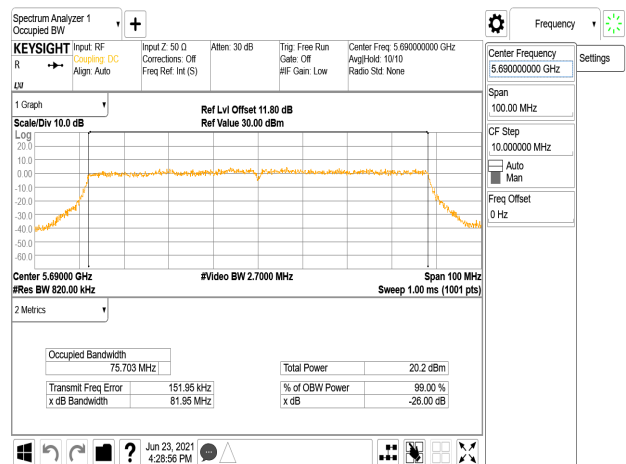 Spectrum Analyzer 1
Occupied BW
Frequency
KEYSIGHT
R
Input: RF
Coupling: DC
Align: Auto
Input Z: 50 Ω
Corrections: Off
Freq Ref: Int (S)
Atten: 30 dB
Trig: Free Run
Gate: Off
#IF Gain: Low
Center Freq: 5.690000000 GHz
Avg|Hold: 10/10
Radio Std: None
Center Frequency
5.690000000 GHz
Settings
Span
100.00 MHz
CF Step
10.000000 MHz
Auto
Man
Freq Offset
0 Hz
1 Graph
Scale/Div 10.0 dB
Ref Lvl Offset 11.80 dB
Ref Value 30.00 dBm
Log
20.0
10.0
0.00
-10.0
-20.0
-30.0
-40.0
-50.0
-60.0
Center 5.69000 GHz
#Video BW 2.7000 MHz
Span 100 MHz
#Res BW 820.00 kHz
Sweep 1.00 ms (1001 pts)
2 Metrics
Occupied Bandwidth
75.703 MHz
Total Power 20.2 dBm
Transmit Freq Error 151.95 kHz
% of OBW Power 99.00 %
x dB Bandwidth 81.95 MHz
x dB -26.00 dB
?
Jun 23, 2021
4:28:56 PM